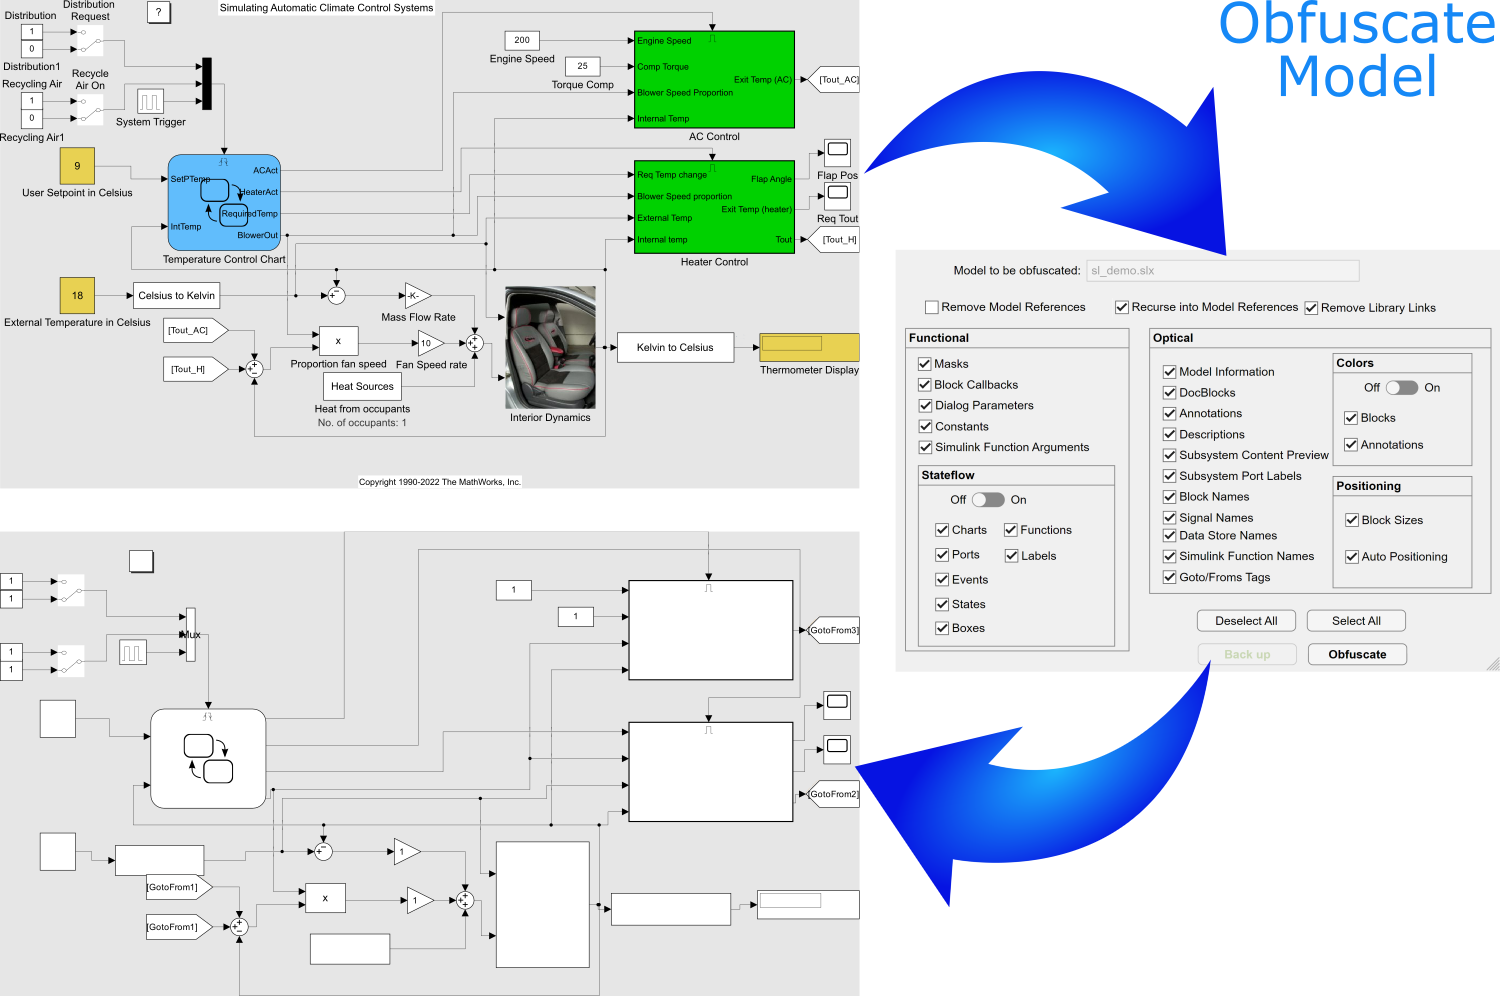 Simulating Automatic Climate Control Systems
Obfuscate
Model
Distribution
Distribution
Request
1
0
Distribution1
?
Recycling Air
Recycle
Air On
1
0
Recycling Air1
System Trigger
200
Engine Speed
25
Torque Comp
Engine Speed
Comp Torque
Blower Speed Proportion
Internal Temp
Exit Temp (AC)
AC Control
[Tout_AC]
9
User Setpoint in Celsius
SetPTemp
IntTemp
ACAct
HeaterAct
RequiredTemp
BlowerOut
Temperature Control Chart
Req Temp change
Blower Speed proportion
External Temp
Internal temp
Flap Angle
Exit Temp (heater)
Tout
Heater Control
Flap Pos
Req Tout
[Tout_H]
18
External Temperature in Celsius
Celsius to Kelvin
-K-
Mass Flow Rate
[Tout_AC]
[Tout_H]
x
Proportion fan speed
10
Fan Speed rate
Heat Sources
Heat from occupants
No. of occupants: 1
Interior Dynamics
Kelvin to Celsius
Thermometer Display
Copyright 1990-2022 The MathWorks, Inc.
Model to be obfuscated: sl_demo.slx
Remove Model References
Recurse into Model References
Remove Library Links
Functional
Masks
Block Callbacks
Dialog Parameters
Constants
Simulink Function Arguments
Stateflow
Off On
Charts
Functions
Ports
Labels
Events
States
Boxes
Optical
Model Information
DocBlocks
Annotations
Descriptions
Subsystem Content Preview
Subsystem Port Labels
Block Names
Signal Names
Data Store Names
Simulink Function Names
Goto/Froms Tags
Colors
Off On
Blocks
Annotations
Positioning
Block Sizes
Auto Positioning
Deselect All
Select All
Back up
Obfuscate
1
1
1
1
Mux
1
1
[GotoFrom3]
[GotoFrom2]
1
[GotoFrom1]
[GotoFrom1]
x
1